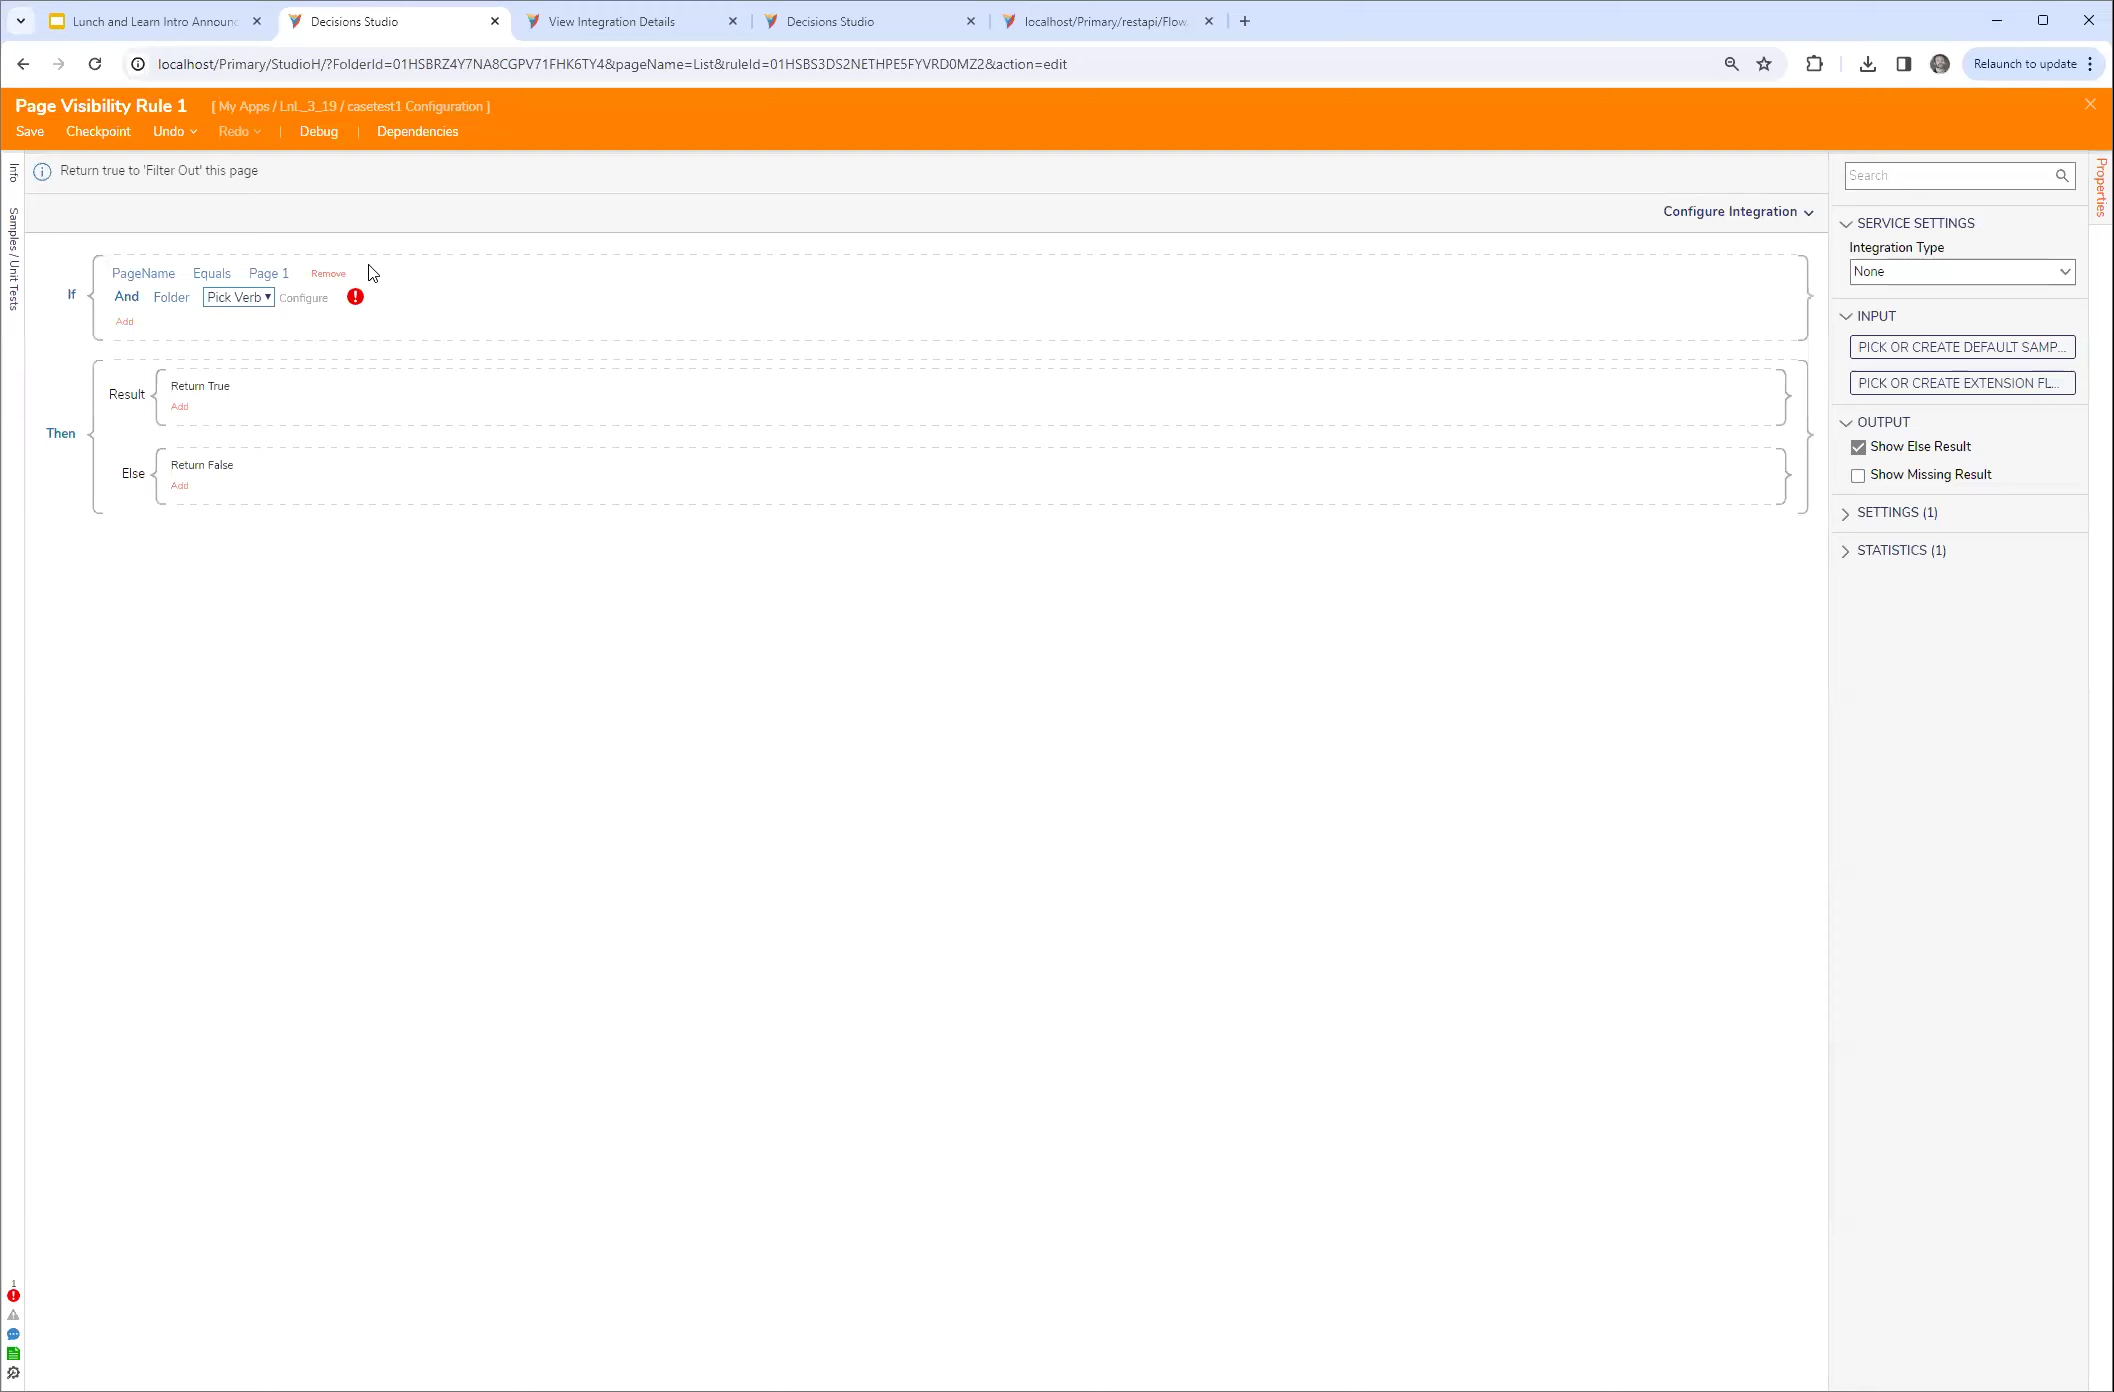 Lunch and Learn Intro Announc
Decisions Studio
View Integration Details
Decisions Studio
localhost/Primary/restapi/Flow
localhost/Primary/StudioH/?FolderId=01HSBRZ4Y7NA8CGPV71FHK6TY4&pageName=List&ruleId=01HSBS3DS2NETHPE5FYVRD0MZ2&action=edit
Relaunch to update
Page Visibility Rule 1 [ My Apps / LnL_3_19 / casetest1 Configuration ]
Save Checkpoint Undo Redo | Debug | Dependencies
Info
Samples / Unit Tests
Return true to 'Filter Out' this page
Configure Integration
If
PageName Equals Page 1 Remove
And Folder Pick Verb Configure
Add
Then
Result
Return True
Add
Else
Return False
Add
Properties
Search
SERVICE SETTINGS
Integration Type
None
INPUT
PICK OR CREATE DEFAULT SAMP...
PICK OR CREATE EXTENSION FL...
OUTPUT
Show Else Result
Show Missing Result
SETTINGS (1)
STATISTICS (1)
1